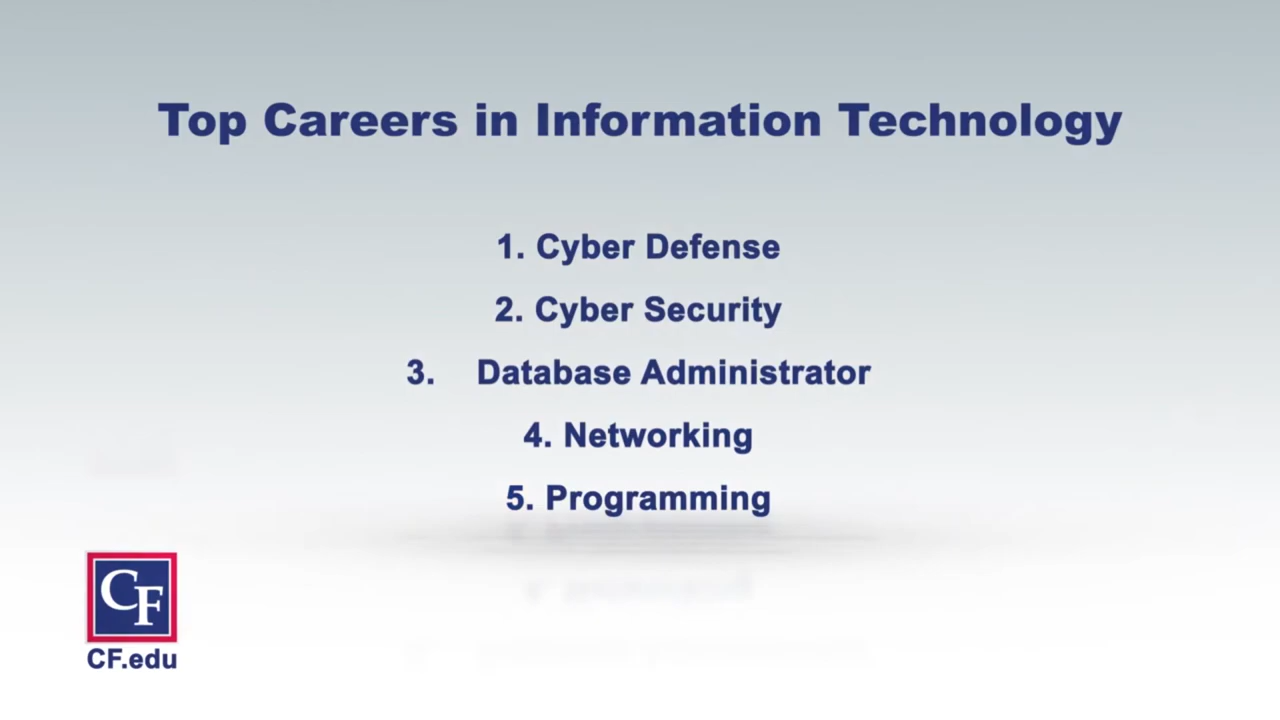 Top Careers in Information Technology
1. Cyber Defense
2. Cyber Security
3. Database Administrator
4. Networking
5. Programming
CF
CF.edu